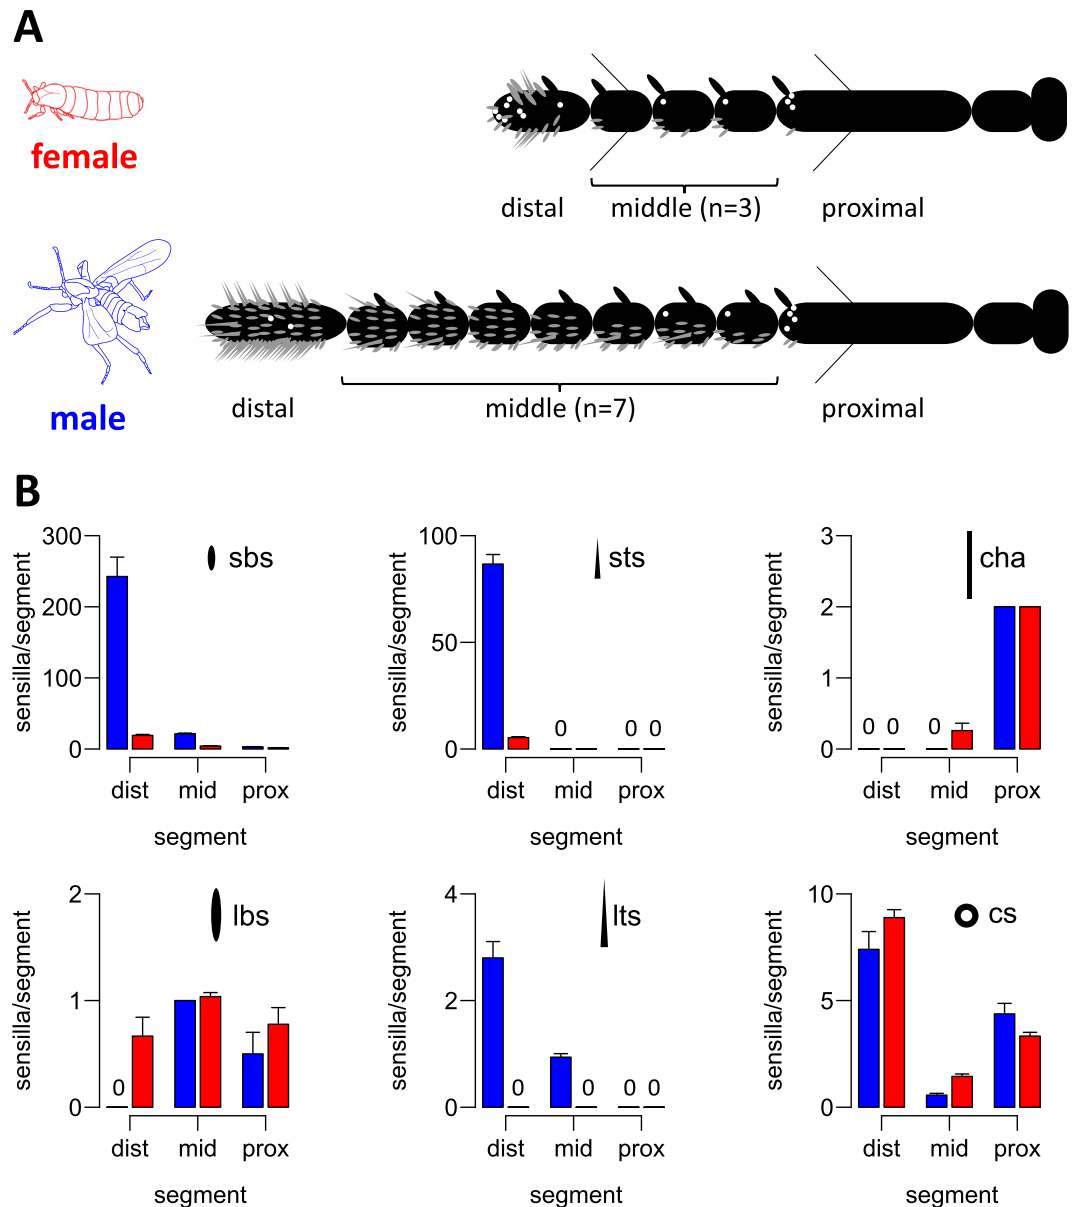 A
female
distal middle (n=3) proximal
male
distal middle (n=7) proximal
B
sbs
sensilla/segment
300
200
100
0
dist mid prox
segment
sts
sensilla/segment
100
50
0
0 0 0
dist mid prox
segment
cha
sensilla/segment
3
2
1
0
0 0 0
dist mid prox
segment
lbs
sensilla/segment
2
1
0
0
dist mid prox
segment
lts
sensilla/segment
4
2
0
0 0 0 0
dist mid prox
segment
cs
sensilla/segment
10
5
0
dist mid prox
segment